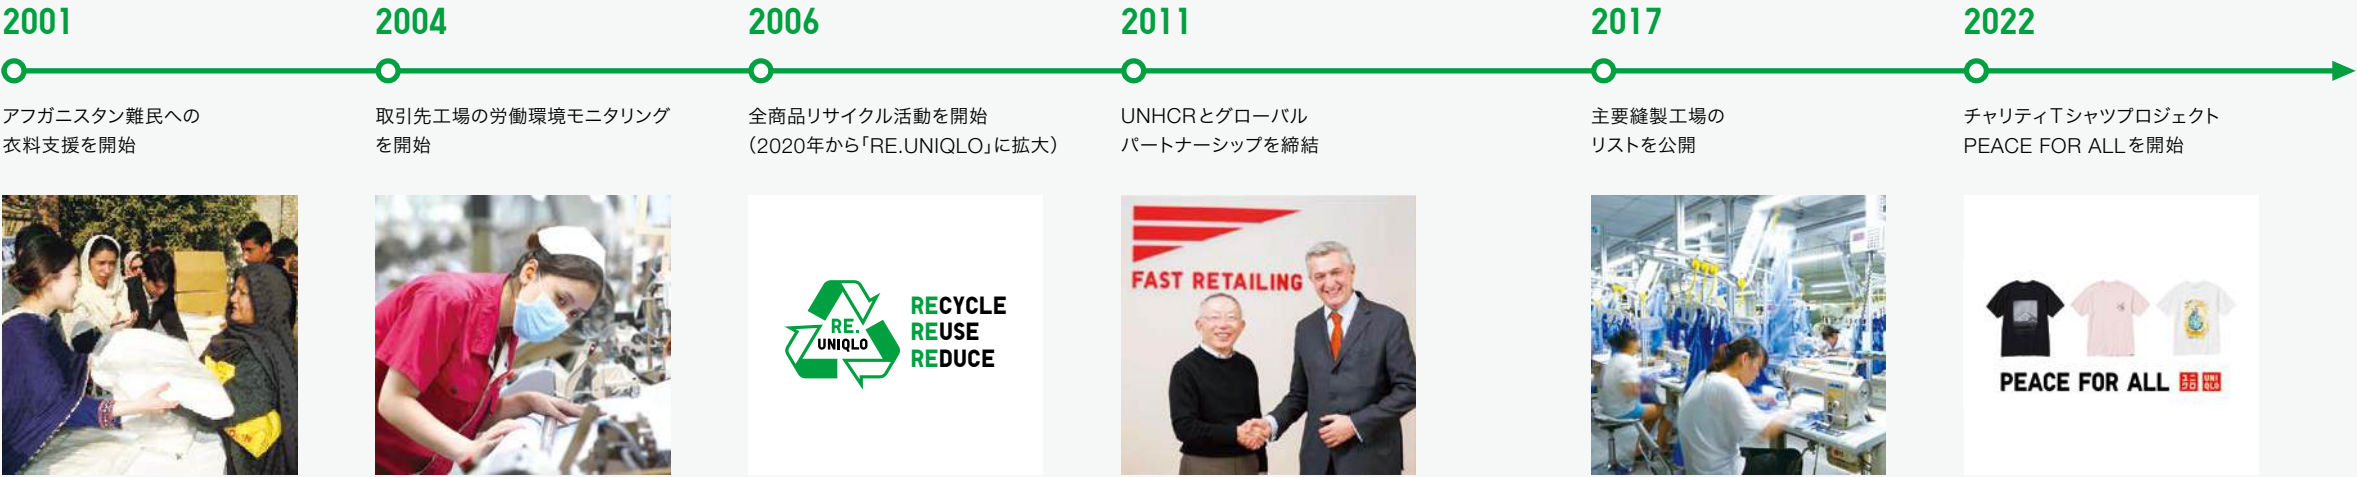 2001
アフガニスタン難民への
衣料支援を開始
2004
取引先工場の労働環境モニタリング
を開始
2006
全商品リサイクル活動を開始
（2020年から「RE.UNIQLO」に拡大）
RE.
UNIQLO
RECYCLE
REUSE
REDUCE
2011
UNHCRとグローバル
パートナーシップを締結
FAST RETAILING
2017
主要縫製工場の
リストを公開
2022
チャリティTシャツプロジェクト
PEACE FOR ALLを開始
PEACE FOR ALL ユニクロ UNIQLO